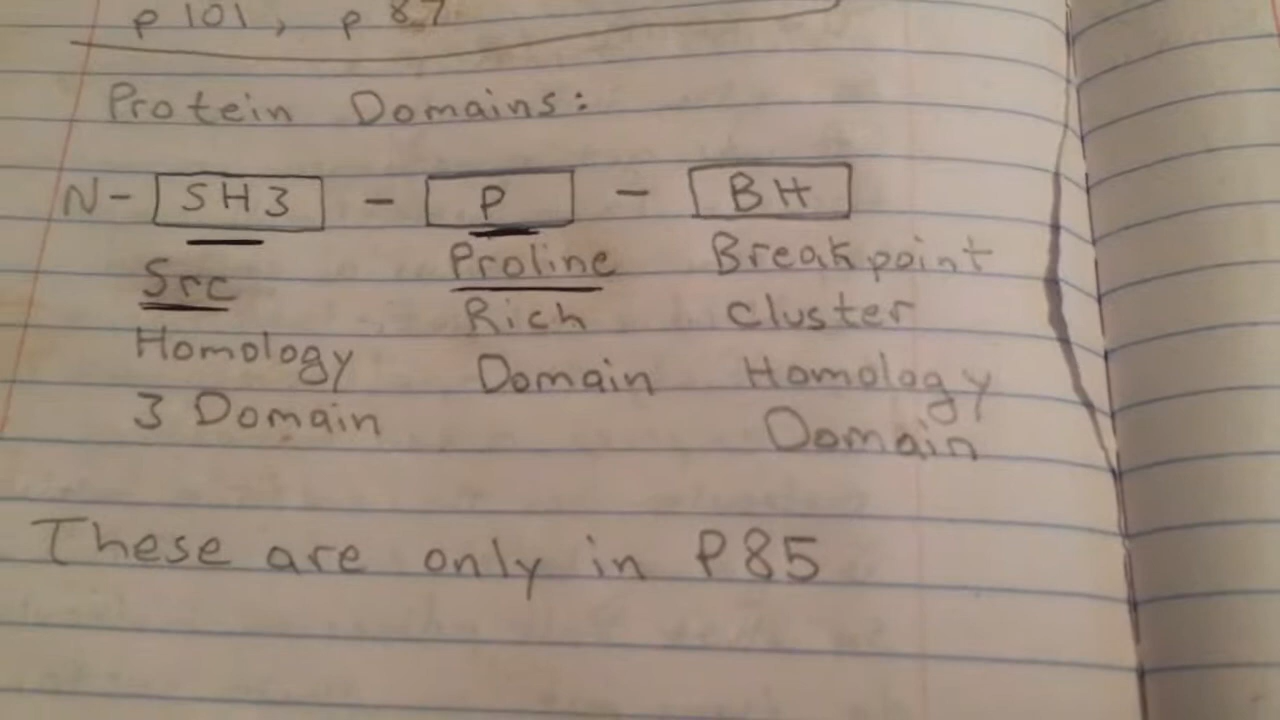 p 101, p 87
Protein Domains:
N- SH3 - P - BH
Src Proline Breakpoint
Homology Rich cluster
3 Domain Domain Homology
Domain
These are only in P85